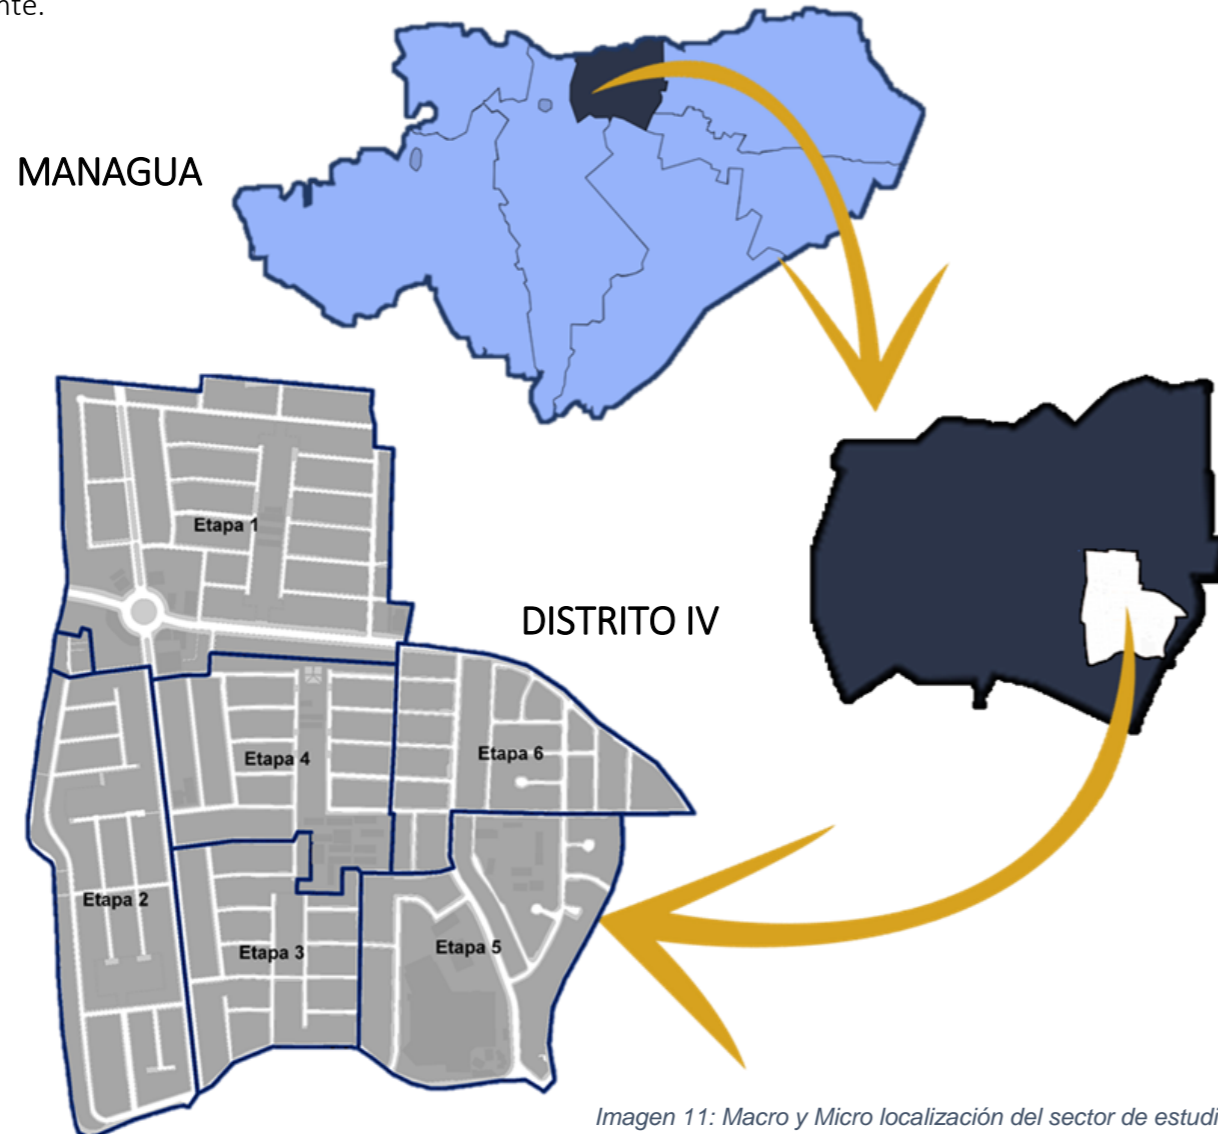 nte.
MANAGUA
Etapa 1
DISTRITO IV
Etapa 4
Etapa 6
Etapa 2
Etapa 3
Etapa 5
Imagen 11: Macro y Micro localización del sector de estudi